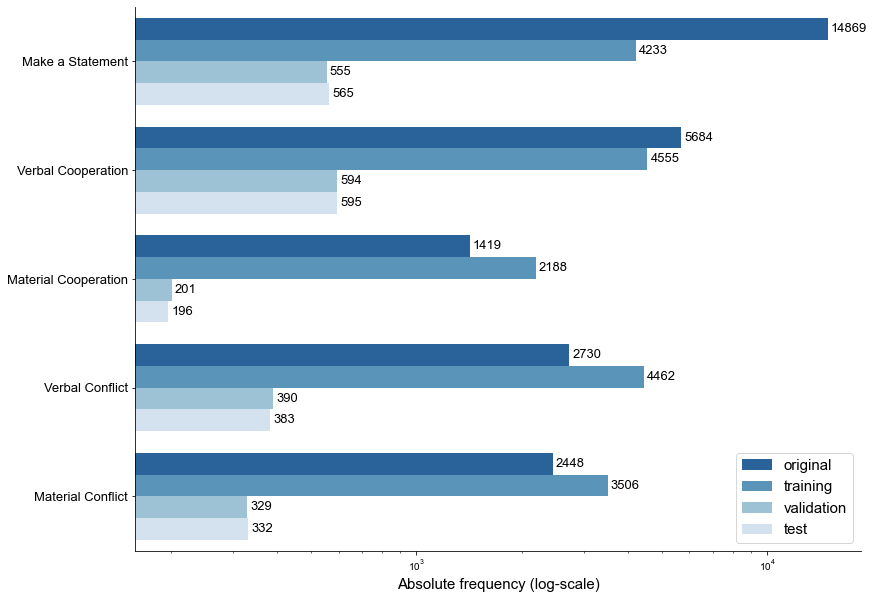 Make a Statement
14869
4233
555
565
Verbal Cooperation
5684
4555
594
595
Material Cooperation
1419
2188
201
196
Verbal Conflict
2730
4462
390
383
Material Conflict
2448
3506
329
332
original
training
validation
test
10³ 10⁴
Absolute frequency (log-scale)